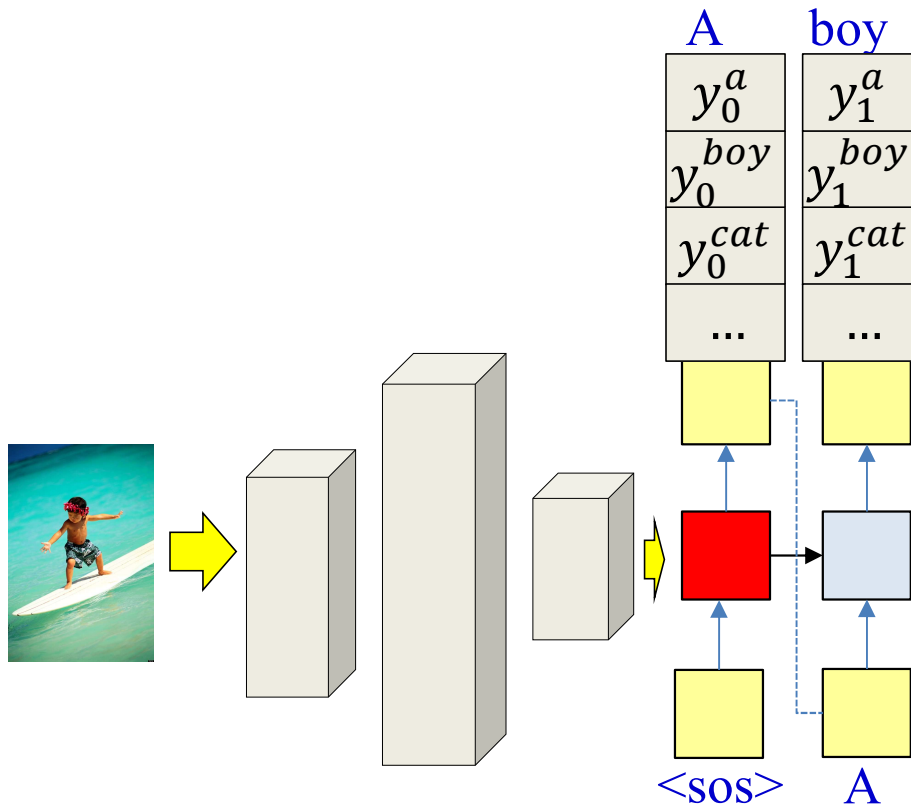 A boy
y_0^a y_1^a
y_0^{boy} y_1^{boy}
y_0^{cat} y_1^{cat}
... ...
<sos> A